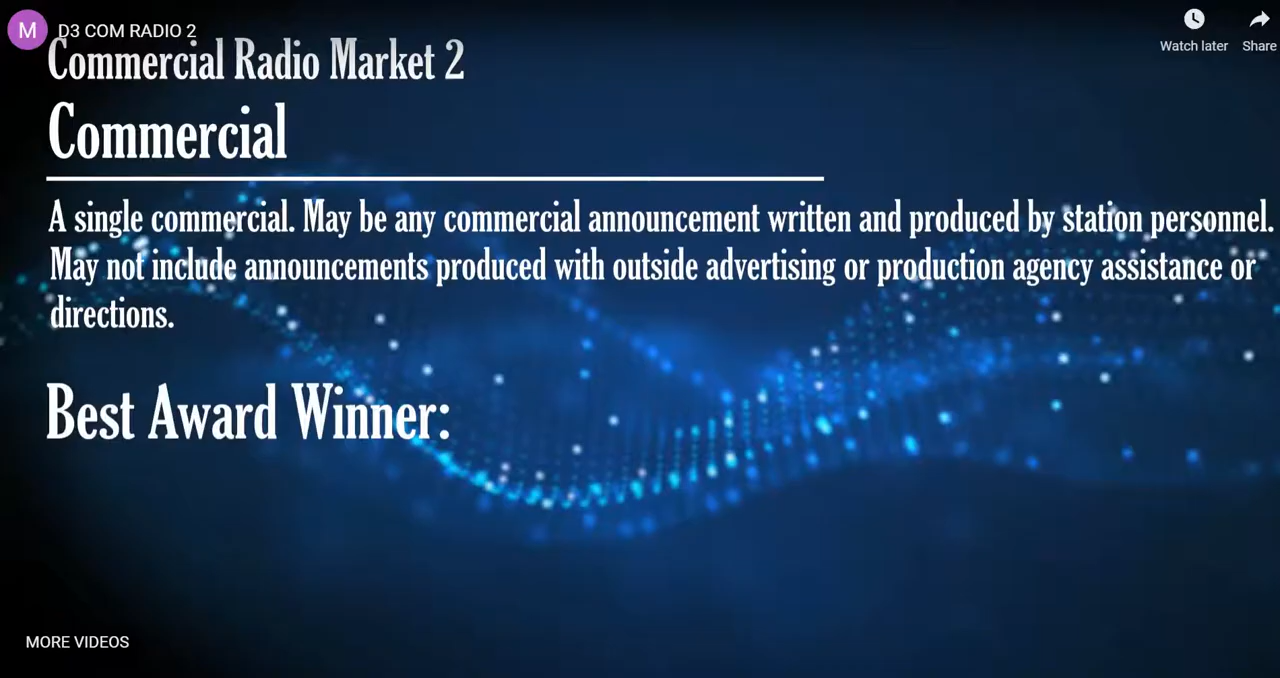 M D3 COM RADIO 2
Watch later Share
Commercial Radio Market 2
Commercial
A single commercial. May be any commercial announcement written and produced by station personnel.
May not include announcements produced with outside advertising or production agency assistance or
directions.
Best Award Winner:
MORE VIDEOS